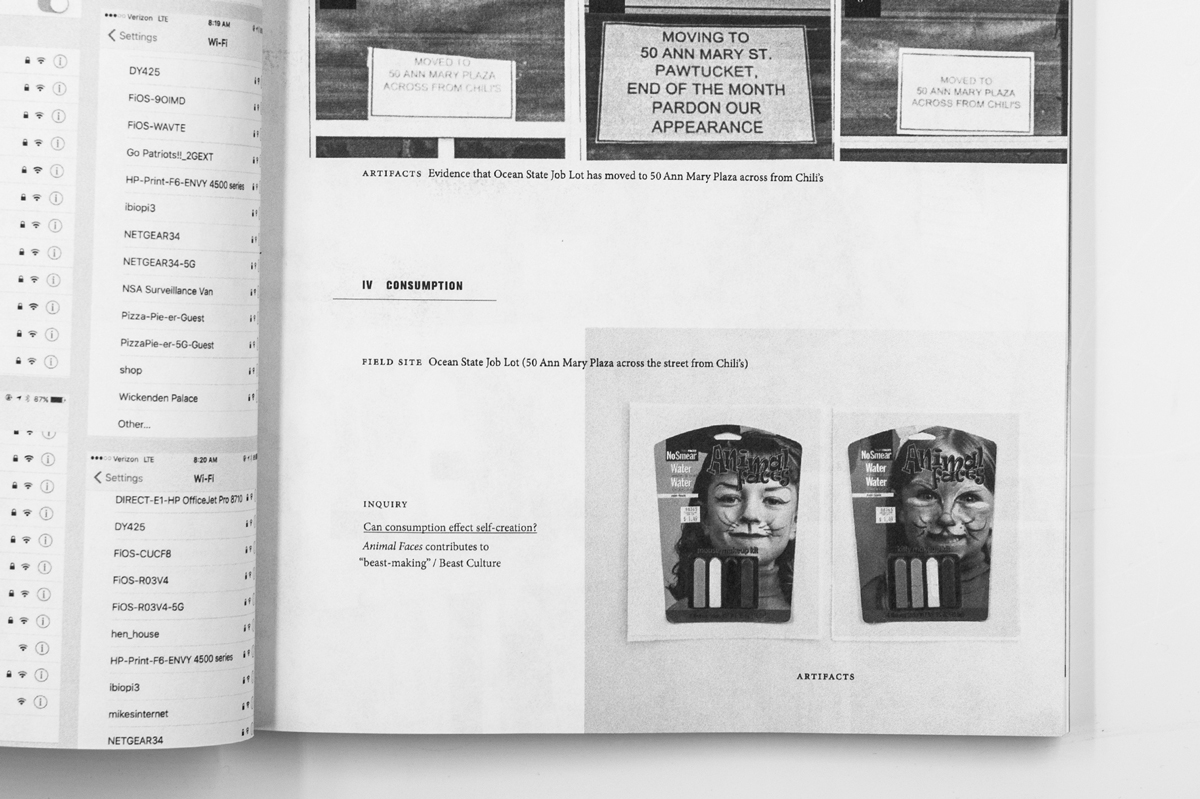 Verizon LTE
8:19 AM
Settings
Wi-Fi
DY425
FiOS-9OIMD
FiOS-WAVTE
Go Patriots!!_2GEXT
HP-Print-F6-ENVY 4500 series
ibiopi3
NETGEAR34
NETGEAR34-5G
NSA Surveillance Van
Pizza-Pie-er-Guest
PizzaPie-er-5G-Guest
shop
Wickenden Palace
Other...
87%
Verizon LTE
8:20 AM
Settings
Wi-Fi
DIRECT-E1-HP OfficeJet Pro 8710
DY425
FiOS-CUCF8
FiOS-R03V4
FiOS-R03V4-5G
hen_house
HP-Print-F6-ENVY 4500 series
ibiopi3
mikesinternet
NETGEAR34
MOVED TO
50 ANN MARY PLAZA
ACROSS FROM CHILI'S
MOVING TO
50 ANN MARY ST.
PAWTUCKET,
END OF THE MONTH
PARDON OUR
APPEARANCE
MOVED TO
50 ANN MARY PLAZA
ACROSS FROM CHILI'S
ARTIFACTS Evidence that Ocean State Job Lot has moved to 50 Ann Mary Plaza across from Chili's
IV CONSUMPTION
FIELD SITE Ocean State Job Lot (50 Ann Mary Plaza across the street from Chili's)
INQUIRY
Can consumption effect self-creation?
Animal Faces contributes to
"beast-making" / Beast Culture
NoSmear
Water
Water
Animal
Faces
NoSmear
Water
Water
Animal
Faces
ARTIFACTS